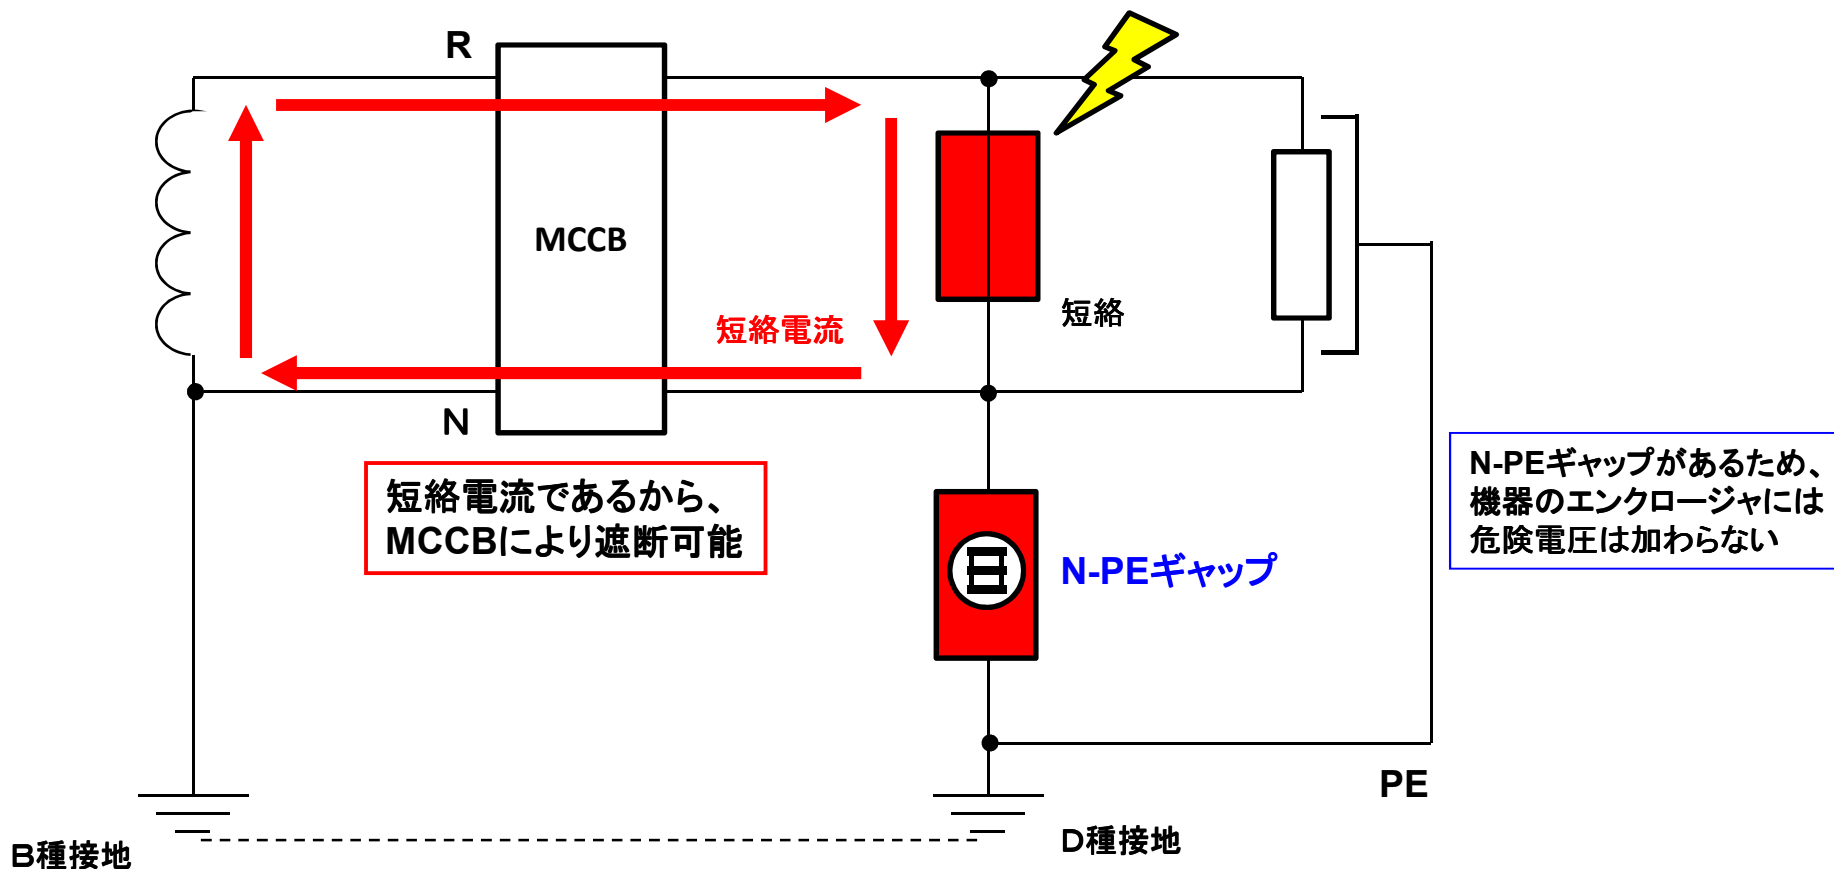 R
MCCB
短絡
短絡電流
N
短絡電流であるから、
MCCBにより遮断可能
N-PEギャップがあるため、
機器のエンクロージャには
危険電圧は加わらない
N-PEギャップ
PE
B種接地
D種接地